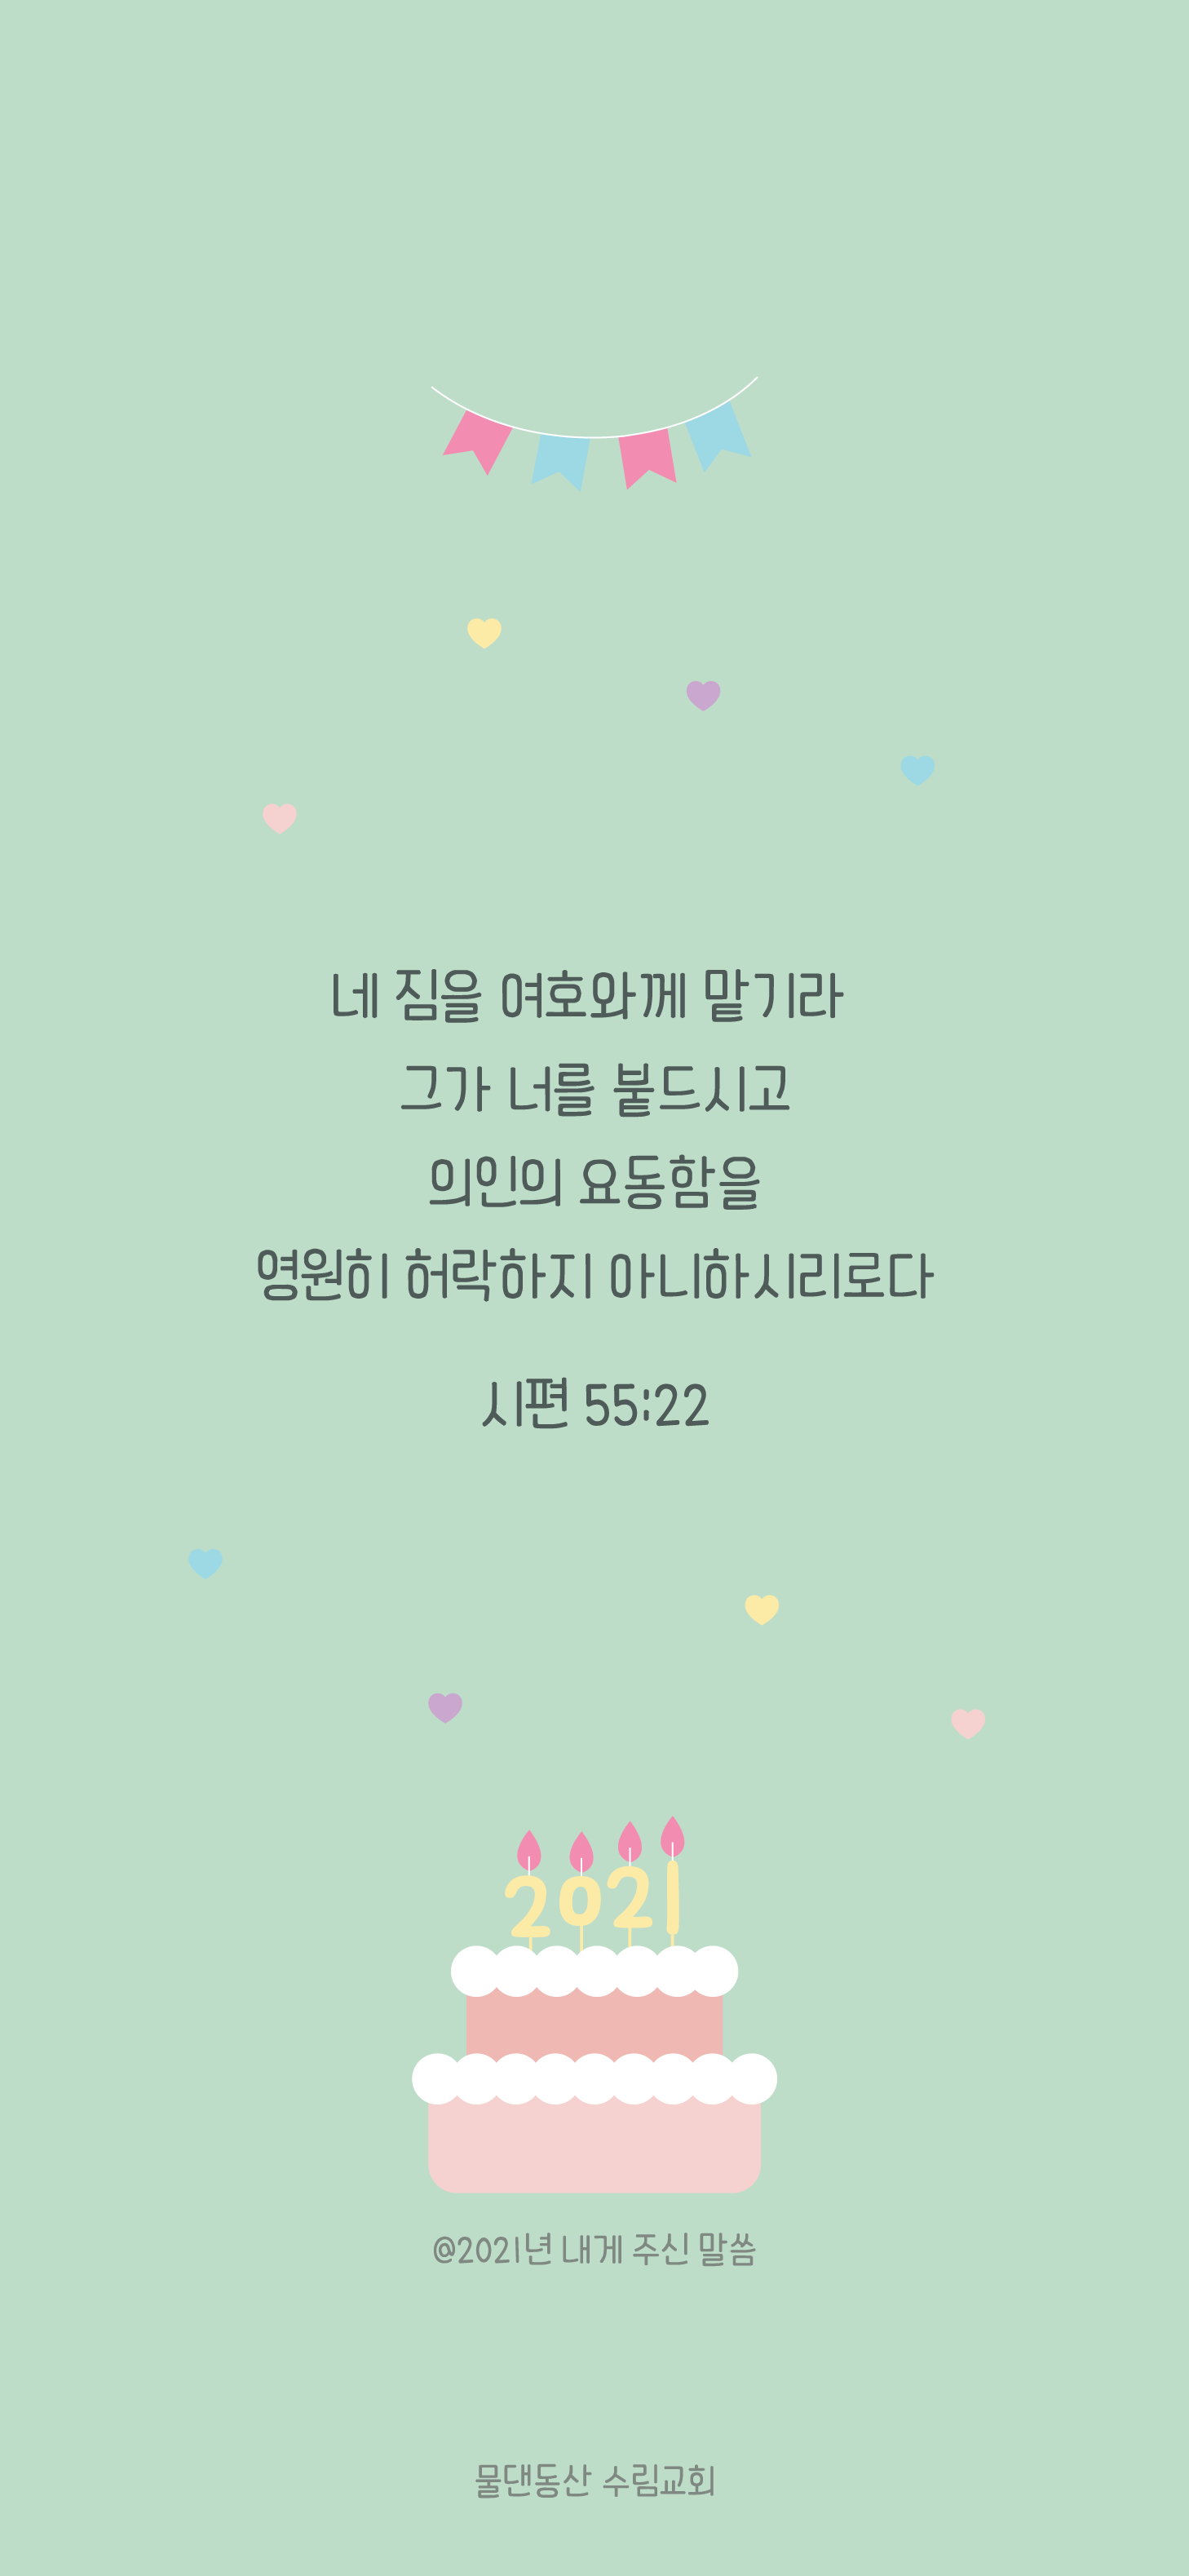 네 짐을 여호와께 맡기라
그가 너를 붙드시고
의인의 요동함을
영원히 허락하지 아니하시리로다
시편 55:22
2021
@2021년 내게 주신 말씀
물댄동산 수림교회